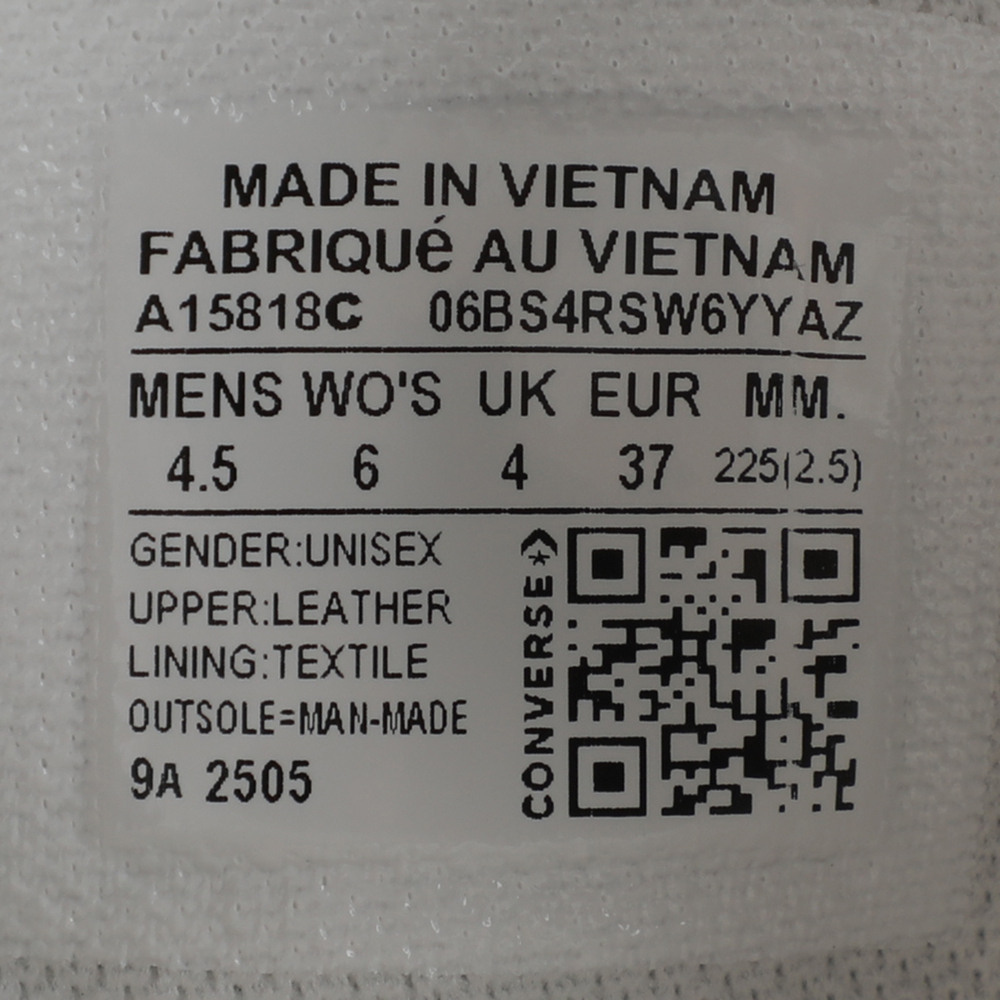 MADE IN VIETNAM
FABRIQUé AU VIETNAM
A15818C 06BS4RSW6YYAZ
MENS WO'S UK EUR MM.
4.5 6 4 37 225(2.5)
GENDER:UNISEX
UPPER:LEATHER
LINING:TEXTILE
OUTSOLE=MAN-MADE
9A 2505
CONVERSE